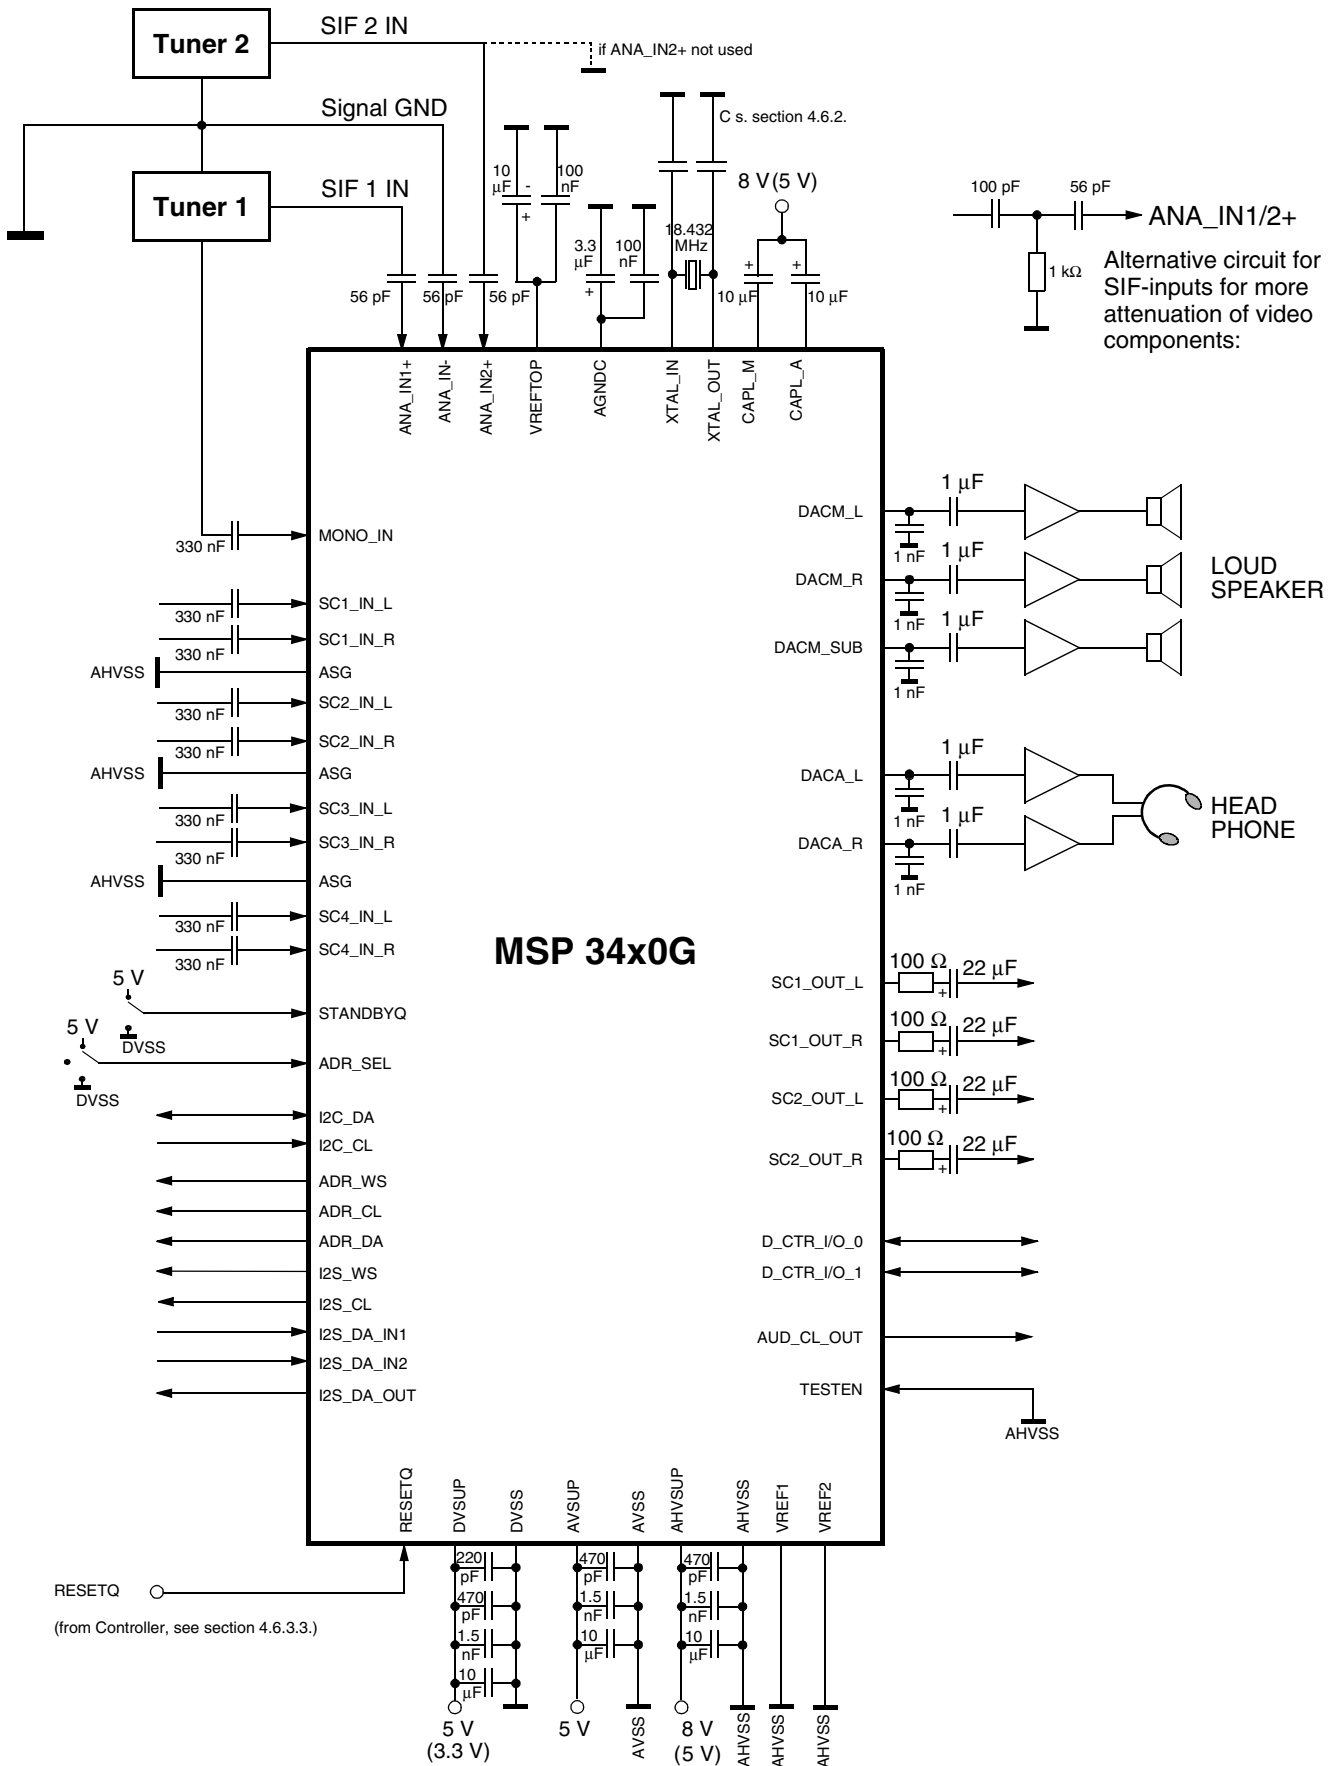 Tuner 2
SIF 2 IN
if ANA_IN2+ not used
Signal GND
C s. section 4.6.2.
10 µF
-
+
100 nF
8 V(5 V)
Tuner 1
SIF 1 IN
100 pF
56 pF
ANA_IN1/2+
1 kΩ
Alternative circuit for
SIF-inputs for more
attenuation of video
components:
3.3 µF
+
100 nF
18.432 MHz
56 pF
56 pF
56 pF
+
10 µF
+
10 µF
ANA_IN1+
ANA_IN-
ANA_IN2+
VREFTOP
AGNDC
XTAL_IN
XTAL_OUT
CAPL_M
CAPL_A
330 nF
MONO_IN
330 nF
SC1_IN_L
330 nF
SC1_IN_R
AHVSS
ASG
330 nF
SC2_IN_L
330 nF
SC2_IN_R
AHVSS
ASG
330 nF
SC3_IN_L
330 nF
SC3_IN_R
AHVSS
ASG
330 nF
SC4_IN_L
330 nF
SC4_IN_R
5 V
DVSS
STANDBYQ
5 V
DVSS
ADR_SEL
I2C_DA
I2C_CL
ADR_WS
ADR_CL
ADR_DA
I2S_WS
I2S_CL
I2S_DA_IN1
I2S_DA_IN2
I2S_DA_OUT
MSP 34x0G
DACM_L
1 µF
1 nF
DACM_R
1 µF
1 nF
DACM_SUB
1 µF
1 nF
LOUD
SPEAKER
DACA_L
1 µF
1 nF
DACA_R
1 µF
1 nF
HEAD
PHONE
SC1_OUT_L
100 Ω
+
22 µF
SC1_OUT_R
100 Ω
+
22 µF
SC2_OUT_L
100 Ω
+
22 µF
SC2_OUT_R
100 Ω
+
22 µF
D_CTR_I/O_0
D_CTR_I/O_1
AUD_CL_OUT
TESTEN
AHVSS
RESETQ
DVSUP
DVSS
AVSUP
AVSS
AHVSUP
AHVSS
VREF1
VREF2
RESETQ
(from Controller, see section 4.6.3.3.)
220 pF
470 pF
1.5 nF
10 µF
5 V
(3.3 V)
470 pF
1.5 nF
10 µF
5 V
AVSS
470 pF
1.5 nF
10 µF
8 V
(5 V)
AHVSS
AHVSS
AHVSS